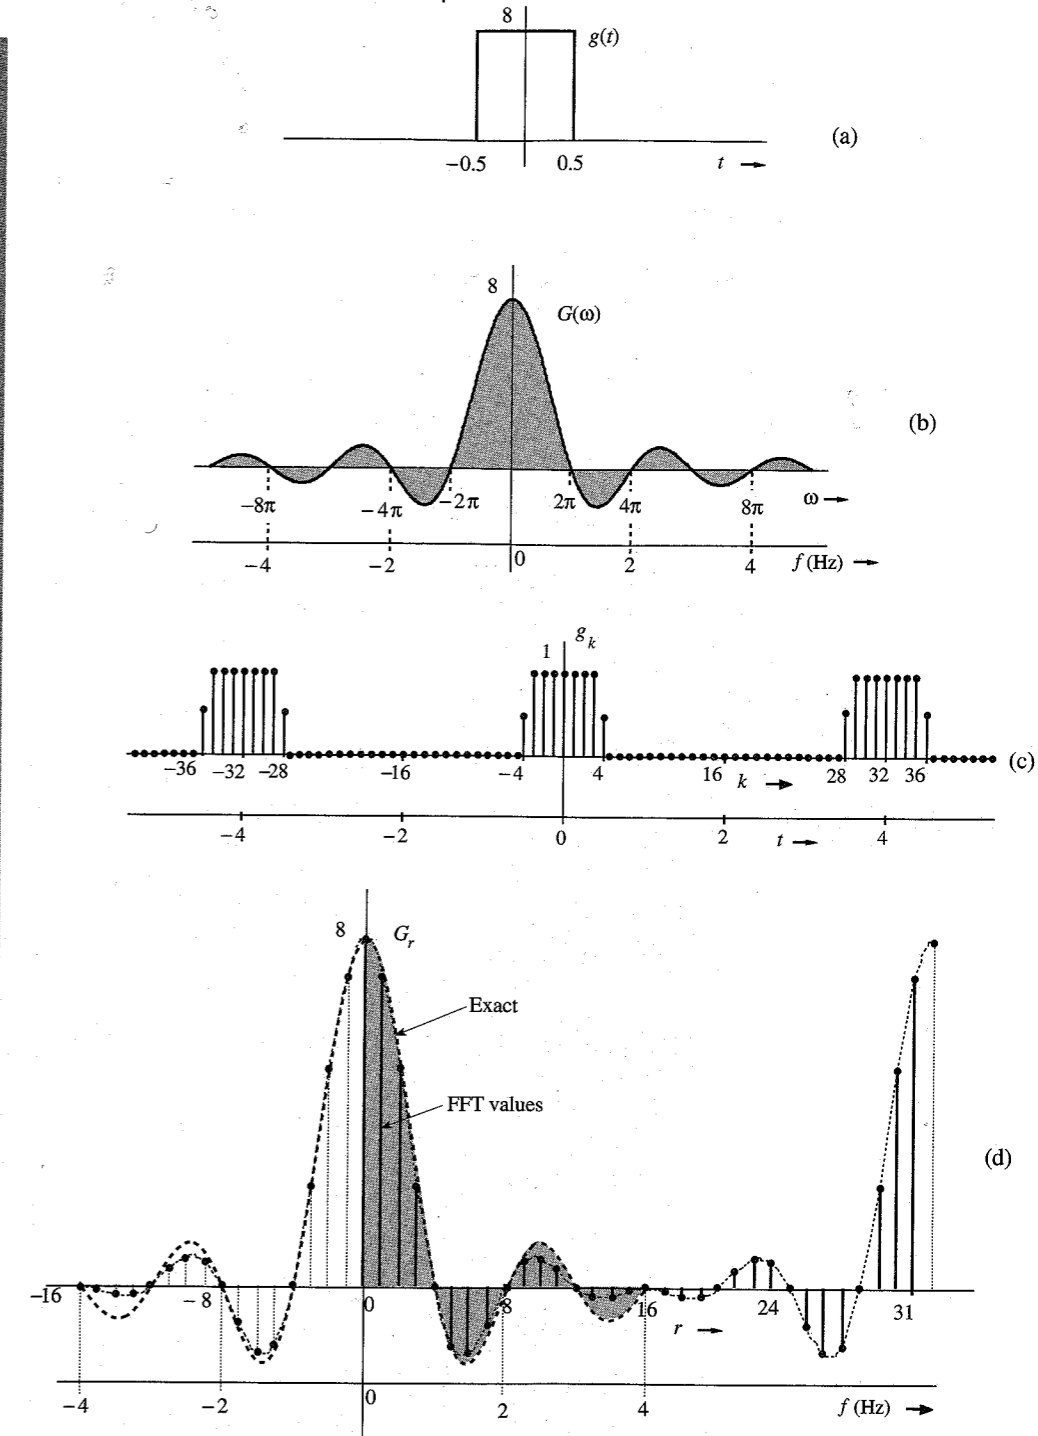 8
g(t)
(a)
−0.5 0.5 t
8
G(ω)
(b)
−8π −4π −2π 2π 4π 8π ω
−4 −2 0 2 4 f (Hz)
g_k
1
−36 −32 −28 −16 −4 4 16 k 28 32 36
(c)
−4 −2 0 2 t 4
8 G_r
Exact
FFT values
(d)
−16 −8 0 8 16 r 24 31
−4 −2 0 2 4 f (Hz)